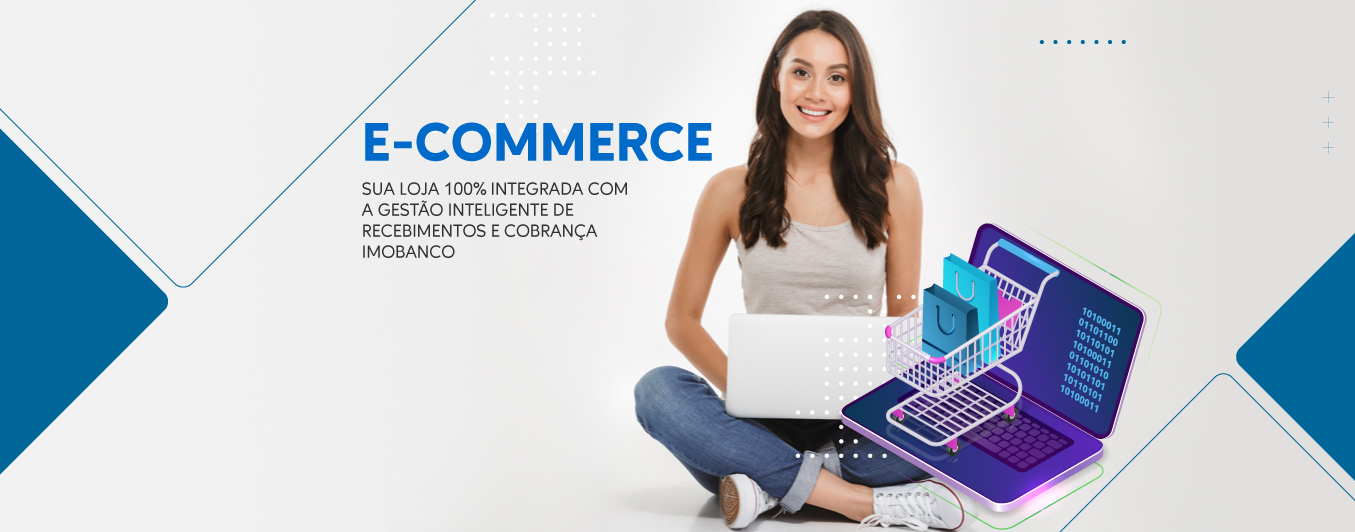 E-COMMERCE
SUA LOJA 100% INTEGRADA COM
A GESTÃO INTELIGENTE DE
RECEBIMENTOS E COBRANÇA
IMOBANCO
10100011
01101100
10110101
10100011
01101010
10101101
10110101
10100011